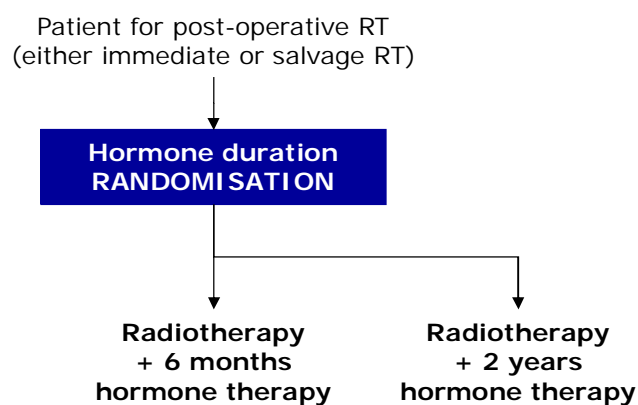 Patient for post-operative RT
(either immediate or salvage RT)
Hormone duration
RANDOMISATION
Radiotherapy
+ 6 months
hormone therapy
Radiotherapy
+ 2 years
hormone therapy